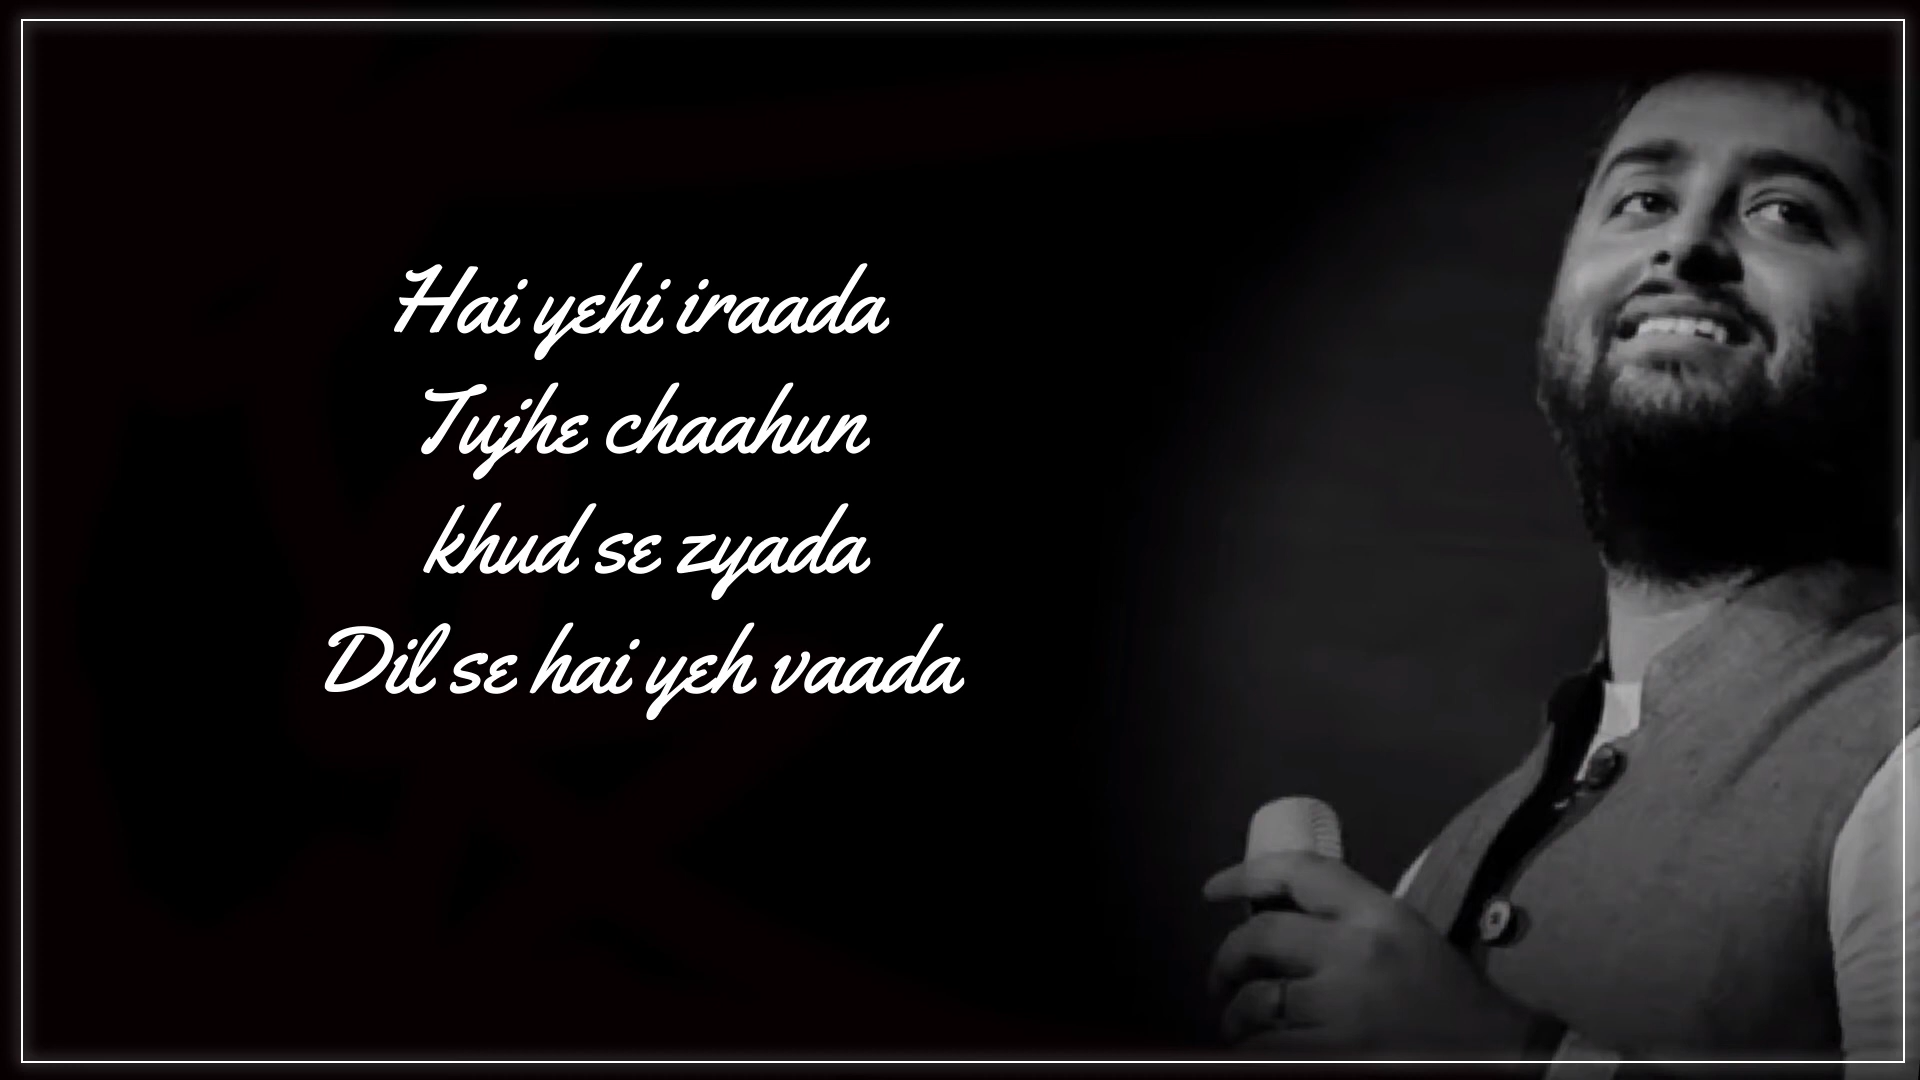 Hai yehi iraada
Tujhe chaahun
khud se zyada
Dil se hai yeh vaada